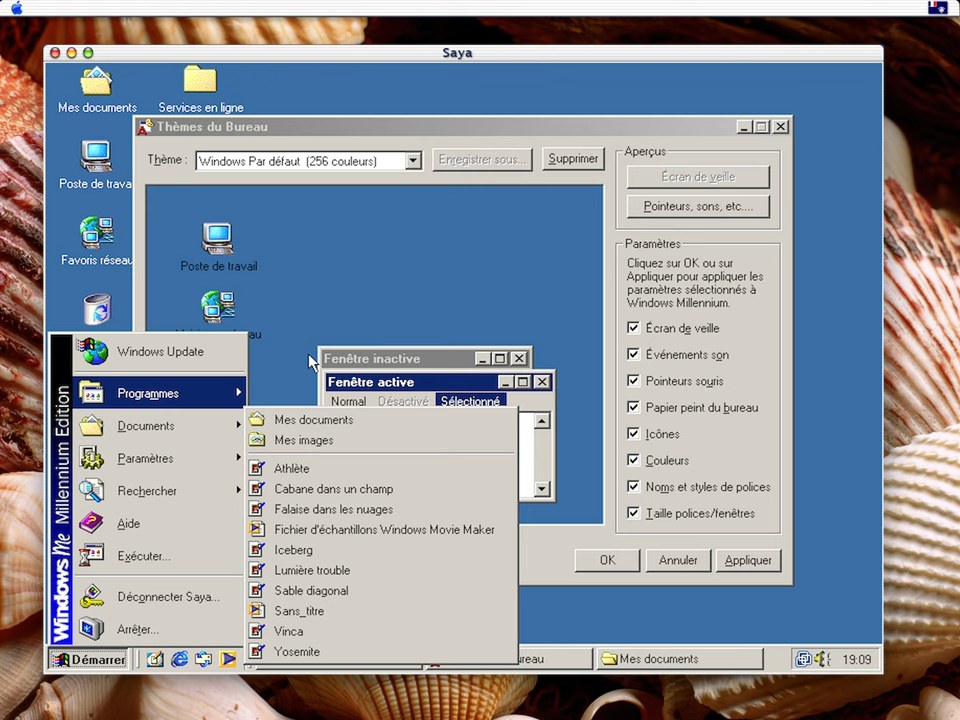 Saya
Mes documents
Services en ligne
Poste de trava
Favoris réseau
Thèmes du Bureau
Thème :
Windows Par défaut (256 couleurs)
Enregistrer sous...
Supprimer
Poste de travail
Aperçus
Écran de veille
Pointeurs, sons, etc....
Paramètres
Cliquez sur OK ou sur
Appliquer pour appliquer les
paramètres sélectionnés à
Windows Millennium.
Écran de veille
Événements son
Pointeurs souris
Papier peint du bureau
Icônes
Couleurs
Noms et styles de polices
Taille polices/fenêtres
Fenêtre inactive
Fenêtre active
Normal
Désactivé
Sélectionné
OK
Annuler
Appliquer
Windows Me Millennium Edition
Windows Update
Programmes
Documents
Paramètres
Rechercher
Aide
Exécuter...
Déconnecter Saya...
Arrêter...
Mes documents
Mes images
Athlète
Cabane dans un champ
Falaise dans les nuages
Fichier d'échantillons Windows Movie Maker
Iceberg
Lumière trouble
Sable diagonal
Sans_titre
Vinca
Yosemite
Démarrer
ureau
Mes documents
19:09